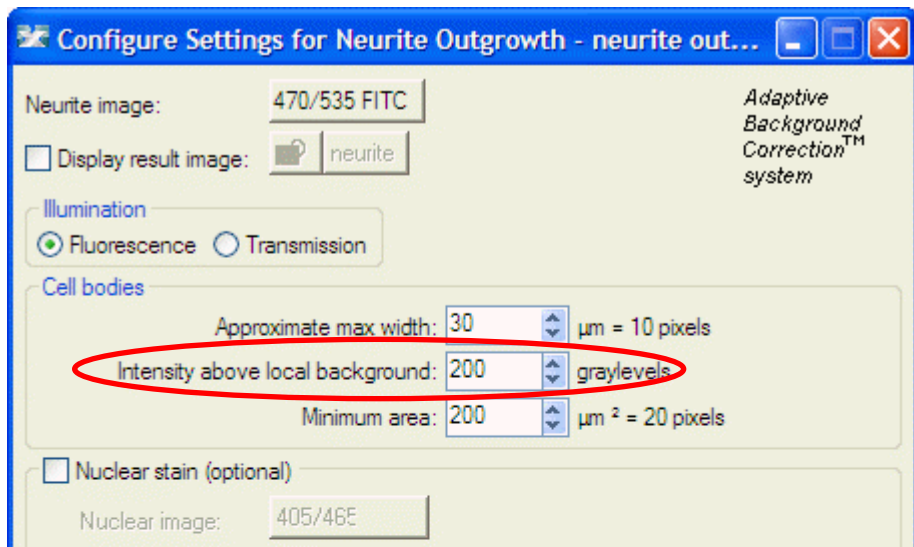 Configure Settings for Neurite Outgrowth - neurite out...
Neurite image: 470/535 FITC
Adaptive
Background
Correction™
system
Display result image: neurite
Illumination
Fluorescence Transmission
Cell bodies
Approximate max width: 30 µm = 10 pixels
Intensity above local background: 200 graylevels
Minimum area: 200 µm ² = 20 pixels
Nuclear stain (optional)
Nuclear image: 405/465